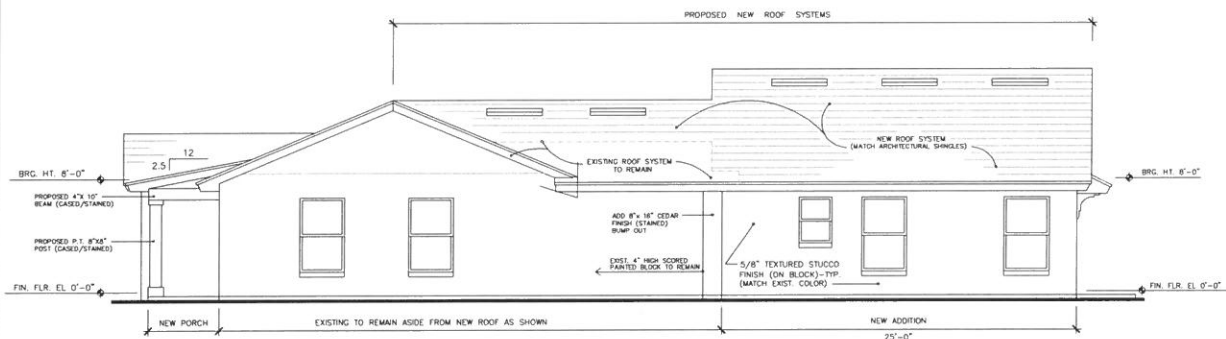 PROPOSED NEW ROOF SYSTEMS
12
2.5
NEW ROOF SYSTEM
(MATCH ARCHITECTURAL SHINGLES)
EXISTING ROOF SYSTEM
TO REMAIN
BRG. HT. 8'-0"
BRG. HT. 8'-0"
PROPOSED 4"X 10"
BEAM (CASED/STAINED)
PROPOSED P.T. 8"X8"
POST (CASED/STAINED)
ADD 8"x 16" CEDAR
FINISH (STAINED)
BUMP OUT
EXIST. 4" HIGH SCORED
PAINTED BLOCK TO REMAIN
5/8" TEXTURED STUCCO
FINISH (ON BLOCK)-TYP.
(MATCH EXIST. COLOR)
FIN. FLR. EL 0'-0"
FIN. FLR. EL 0'-0"
NEW PORCH
EXISTING TO REMAIN ASIDE FROM NEW ROOF AS SHOWN
NEW ADDITION
25'-0"